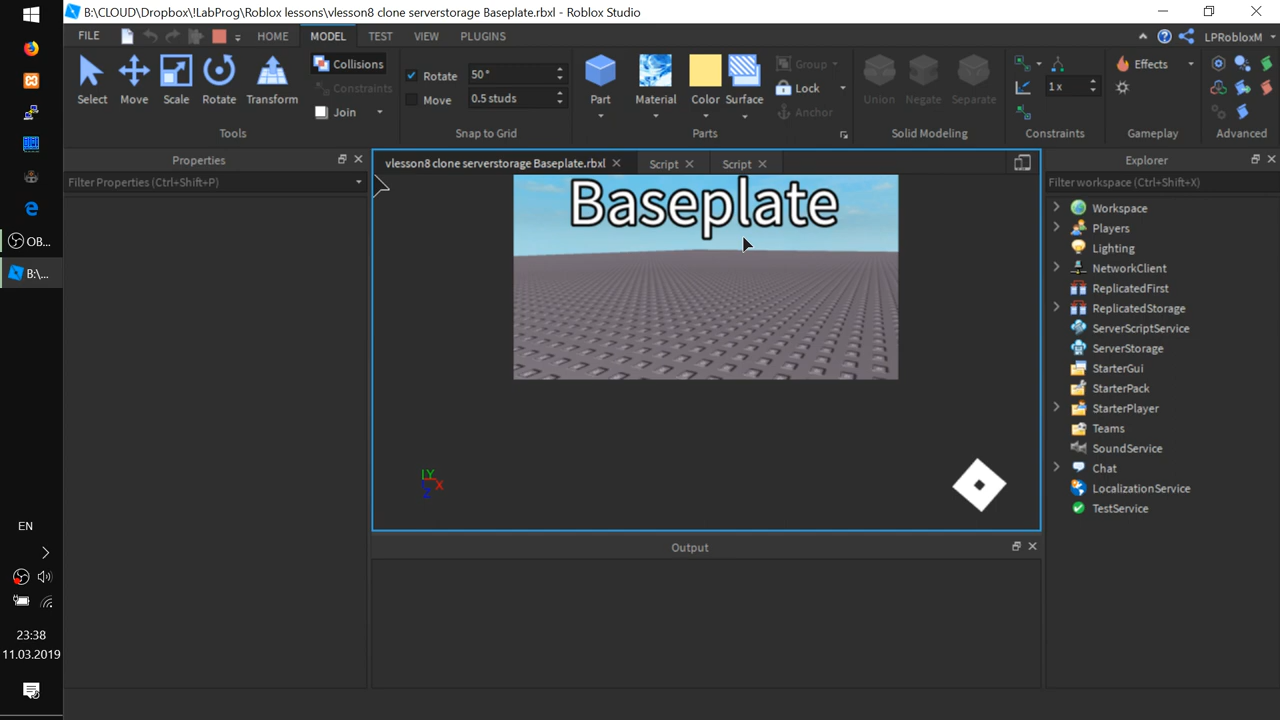 B:\CLOUD\Dropbox\!LabProg\Roblox lessons\vlesson8 clone serverstorage Baseplate.rbxl - Roblox Studio
FILE HOME MODEL TEST VIEW PLUGINS LPRobloxM
Select Move Scale Rotate Transform
Collisions
Constraints
Join
Tools
Rotate 50°
Move 0.5 studs
Snap to Grid
Part Material Color Surface
Group
Lock
Anchor
Parts
Union Negate Separate
Solid Modeling
1 x
Constraints
Effects
Gameplay
Advanced
Properties
Filter Properties (Ctrl+Shift+P)
vlesson8 clone serverstorage Baseplate.rbxl Script Script
Baseplate
Y
X
Z
Output
Explorer
Filter workspace (Ctrl+Shift+X)
Workspace
Players
Lighting
NetworkClient
ReplicatedFirst
ReplicatedStorage
ServerScriptService
ServerStorage
StarterGui
StarterPack
StarterPlayer
Teams
SoundService
Chat
LocalizationService
TestService
OB...
B:\...
EN
23:38
11.03.2019